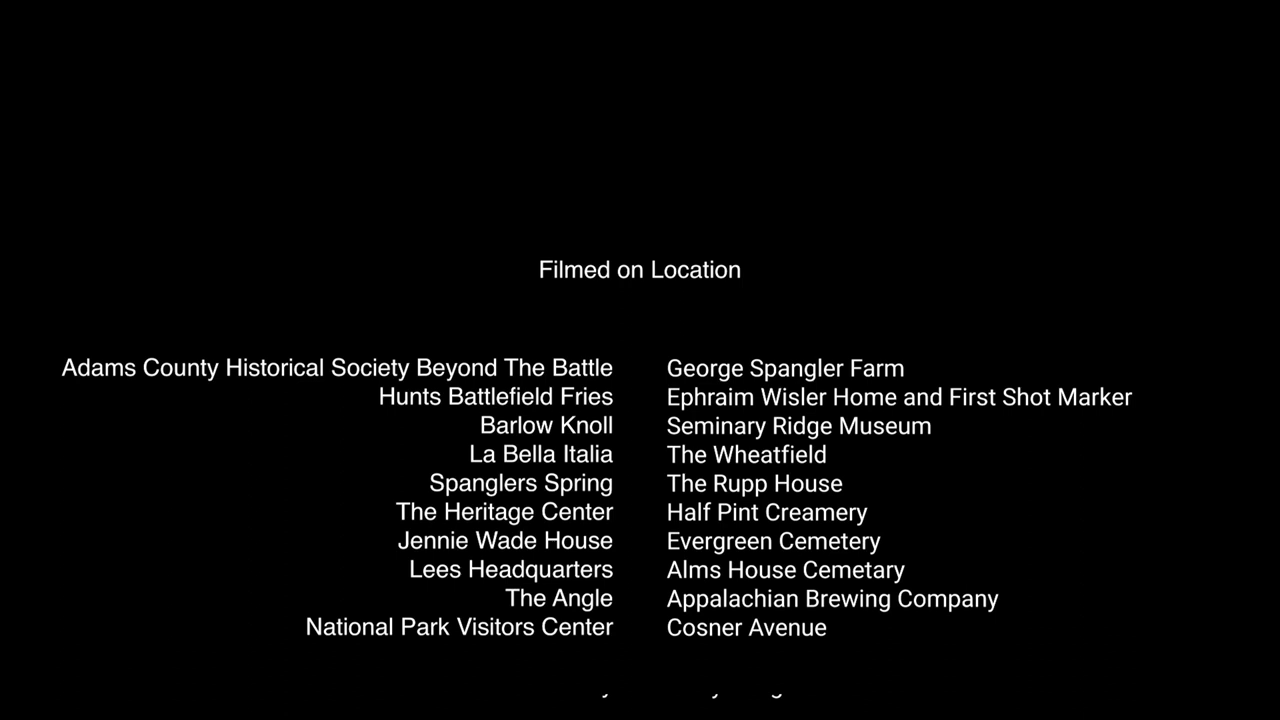 Filmed on Location
Adams County Historical Society Beyond The Battle George Spangler Farm
Hunts Battlefield Fries Ephraim Wisler Home and First Shot Marker
Barlow Knoll Seminary Ridge Museum
La Bella Italia The Wheatfield
Spanglers Spring The Rupp House
The Heritage Center Half Pint Creamery
Jennie Wade House Evergreen Cemetery
Lees Headquarters Alms House Cemetary
The Angle Appalachian Brewing Company
National Park Visitors Center Cosner Avenue